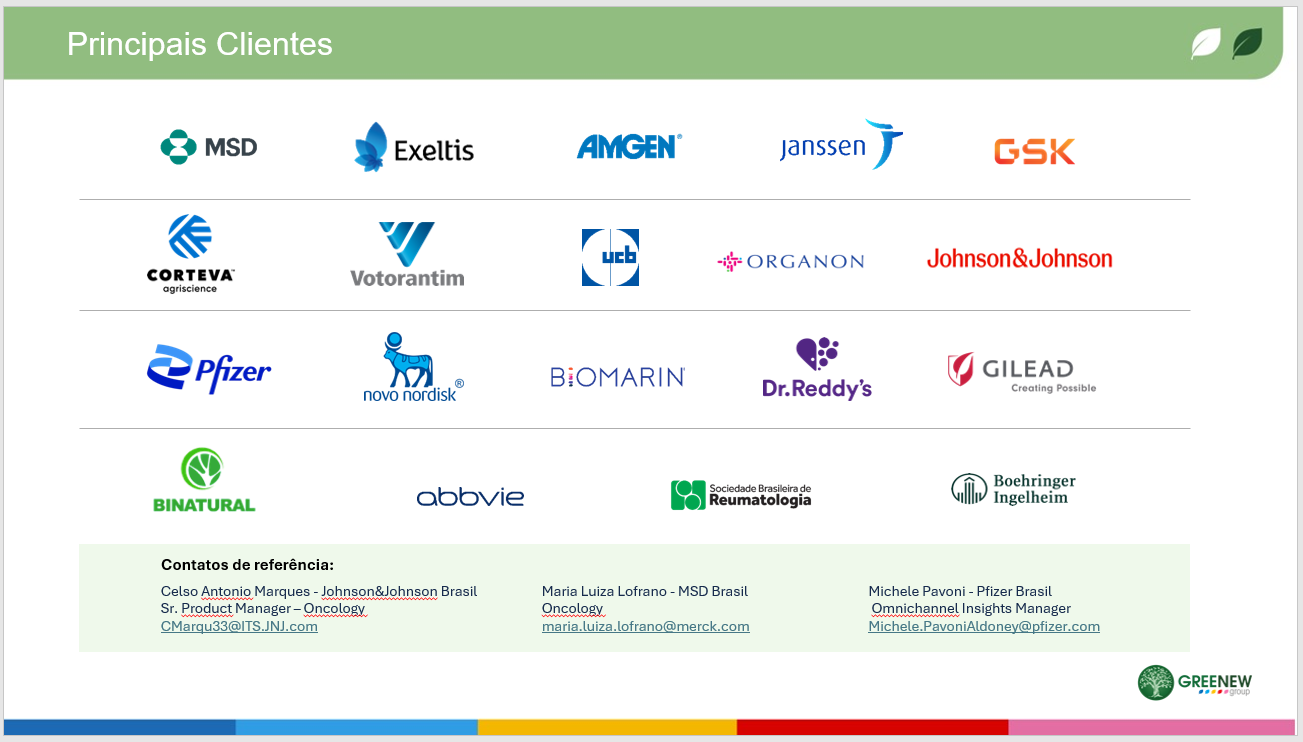 Principais Clientes
MSD
Exeltis
AMGEN®
janssen
GSK
CORTEVA™
agriscience
Votorantim
ucb
ORGANON
Johnson&Johnson
Pfizer
novo nordisk®
BIOMARIN®
Dr.Reddy's
GILEAD
Creating Possible
BINATURAL
abbvie
Sociedade Brasileira de
Reumatologia
Boehringer
Ingelheim
Contatos de referência:
Celso Antonio Marques - Johnson&Johnson Brasil
Sr. Product Manager – Oncology
CMarqu33@ITS.JNJ.com
Maria Luiza Lofrano - MSD Brasil
Oncology
maria.luiza.lofrano@merck.com
Michele Pavoni - Pfizer Brasil
Omnichannel Insights Manager
Michele.PavoniAldoney@pfizer.com
GREENEW
group